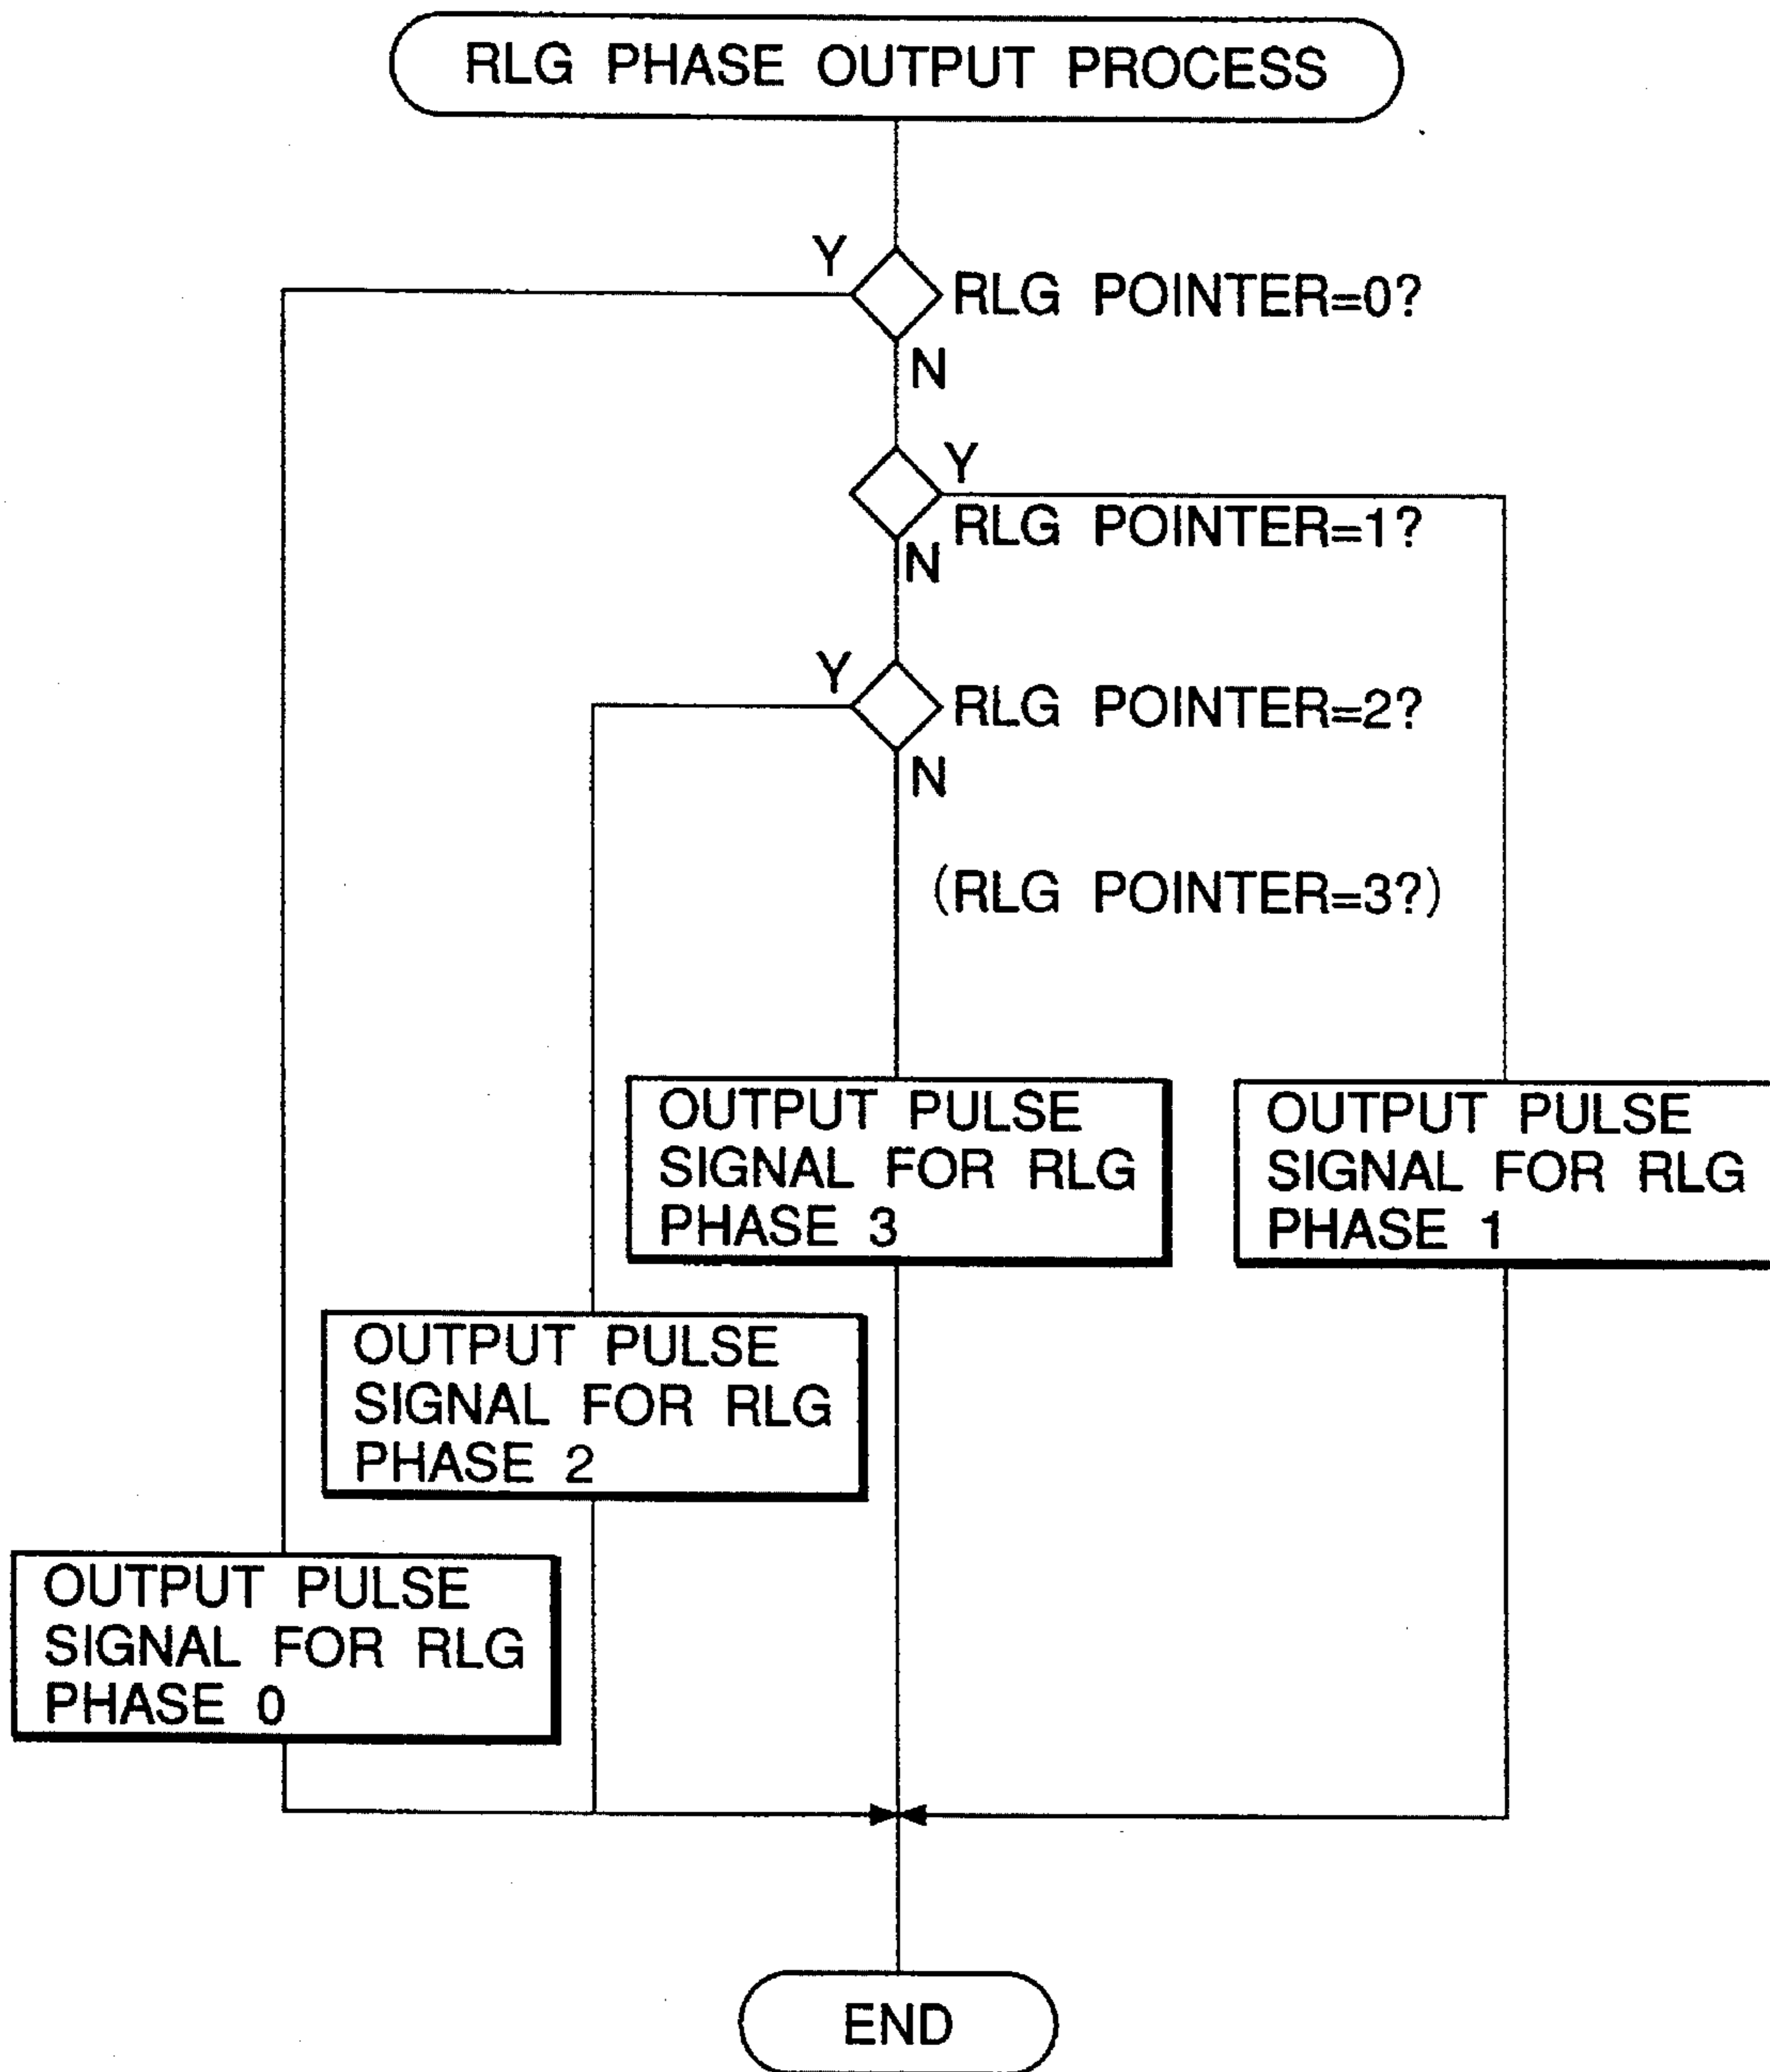 RLG PHASE OUTPUT PROCESS
Y
RLG POINTER=0?
N
Y
RLG POINTER=1?
N
Y
RLG POINTER=2?
N
(RLG POINTER=3?)
OUTPUT PULSE
SIGNAL FOR RLG
PHASE 3
OUTPUT PULSE
SIGNAL FOR RLG
PHASE 1
OUTPUT PULSE
SIGNAL FOR RLG
PHASE 2
OUTPUT PULSE
SIGNAL FOR RLG
PHASE 0
END